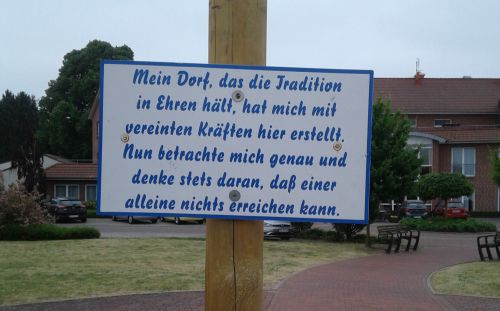 Mein Dorf, das die Tradition
in Ehren hält, hat mich mit
vereinten Kräften hier erstellt.
Nun betrachte mich genau und
denke stets daran, daß einer
alleine nichts erreichen kann.